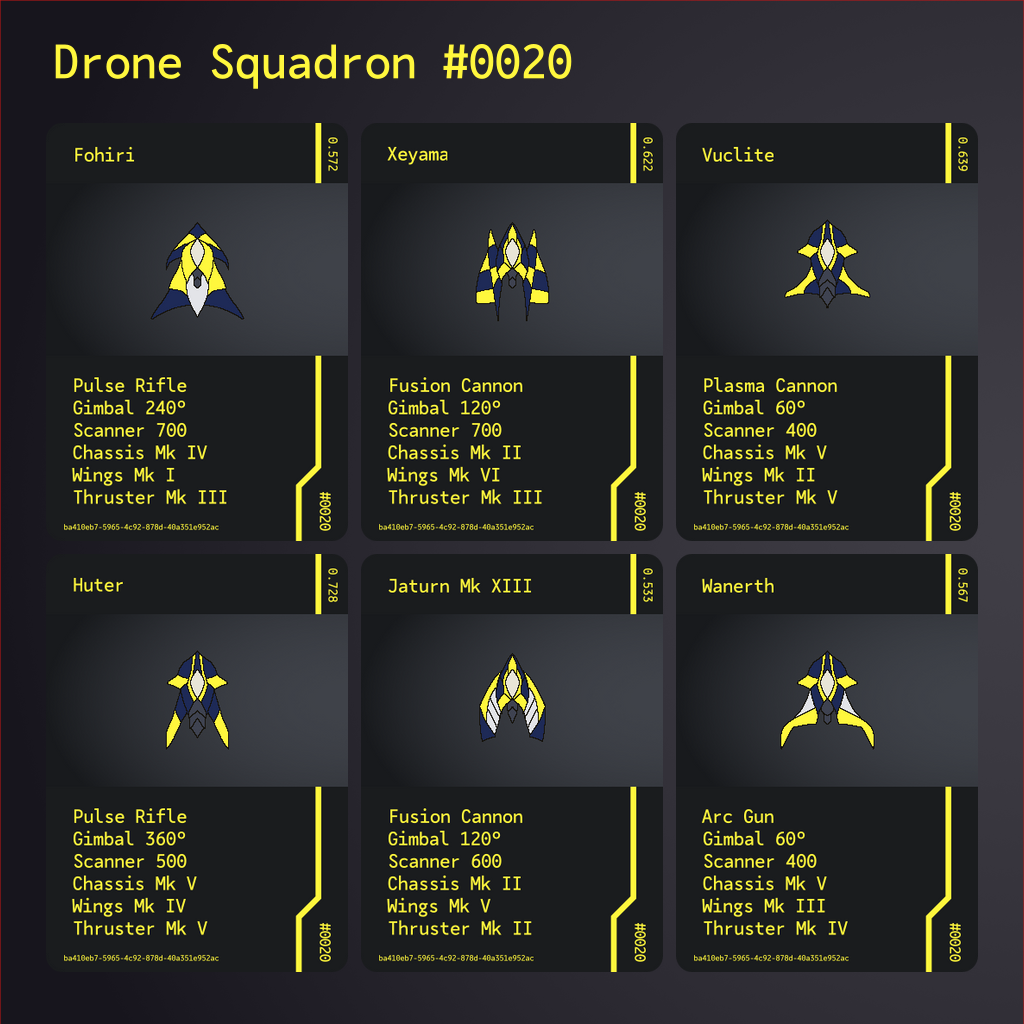 Drone Squadron #0020
Fohiri
0.572
Pulse Rifle
Gimbal 240º
Scanner 700
Chassis Mk IV
Wings Mk I
Thruster Mk III
#0020
ba410eb7-5965-4c92-878d-40a351e952ac
Xeyama
0.622
Fusion Cannon
Gimbal 120º
Scanner 700
Chassis Mk II
Wings Mk VI
Thruster Mk III
#0020
ba410eb7-5965-4c92-878d-40a351e952ac
Vuclite
0.639
Plasma Cannon
Gimbal 60º
Scanner 400
Chassis Mk V
Wings Mk II
Thruster Mk V
#0020
ba410eb7-5965-4c92-878d-40a351e952ac
Huter
0.728
Pulse Rifle
Gimbal 360º
Scanner 500
Chassis Mk V
Wings Mk IV
Thruster Mk V
#0020
ba410eb7-5965-4c92-878d-40a351e952ac
Jaturn Mk XIII
0.533
Fusion Cannon
Gimbal 120º
Scanner 600
Chassis Mk II
Wings Mk V
Thruster Mk II
#0020
ba410eb7-5965-4c92-878d-40a351e952ac
Wanerth
0.567
Arc Gun
Gimbal 60º
Scanner 400
Chassis Mk V
Wings Mk III
Thruster Mk IV
#0020
ba410eb7-5965-4c92-878d-40a351e952ac